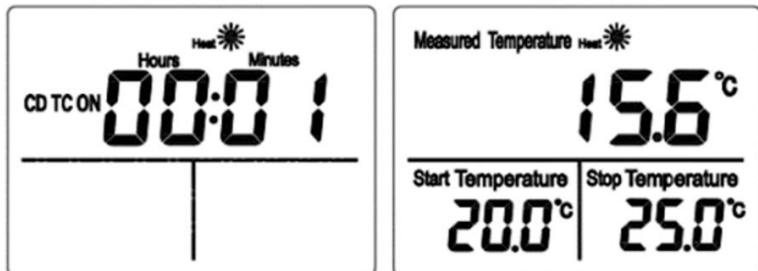 Heat
Hours Minutes
CD TC ON 00:01
Measured Temperature Heat
15.6°C
Start Temperature Stop Temperature
20.0°C 25.0°C